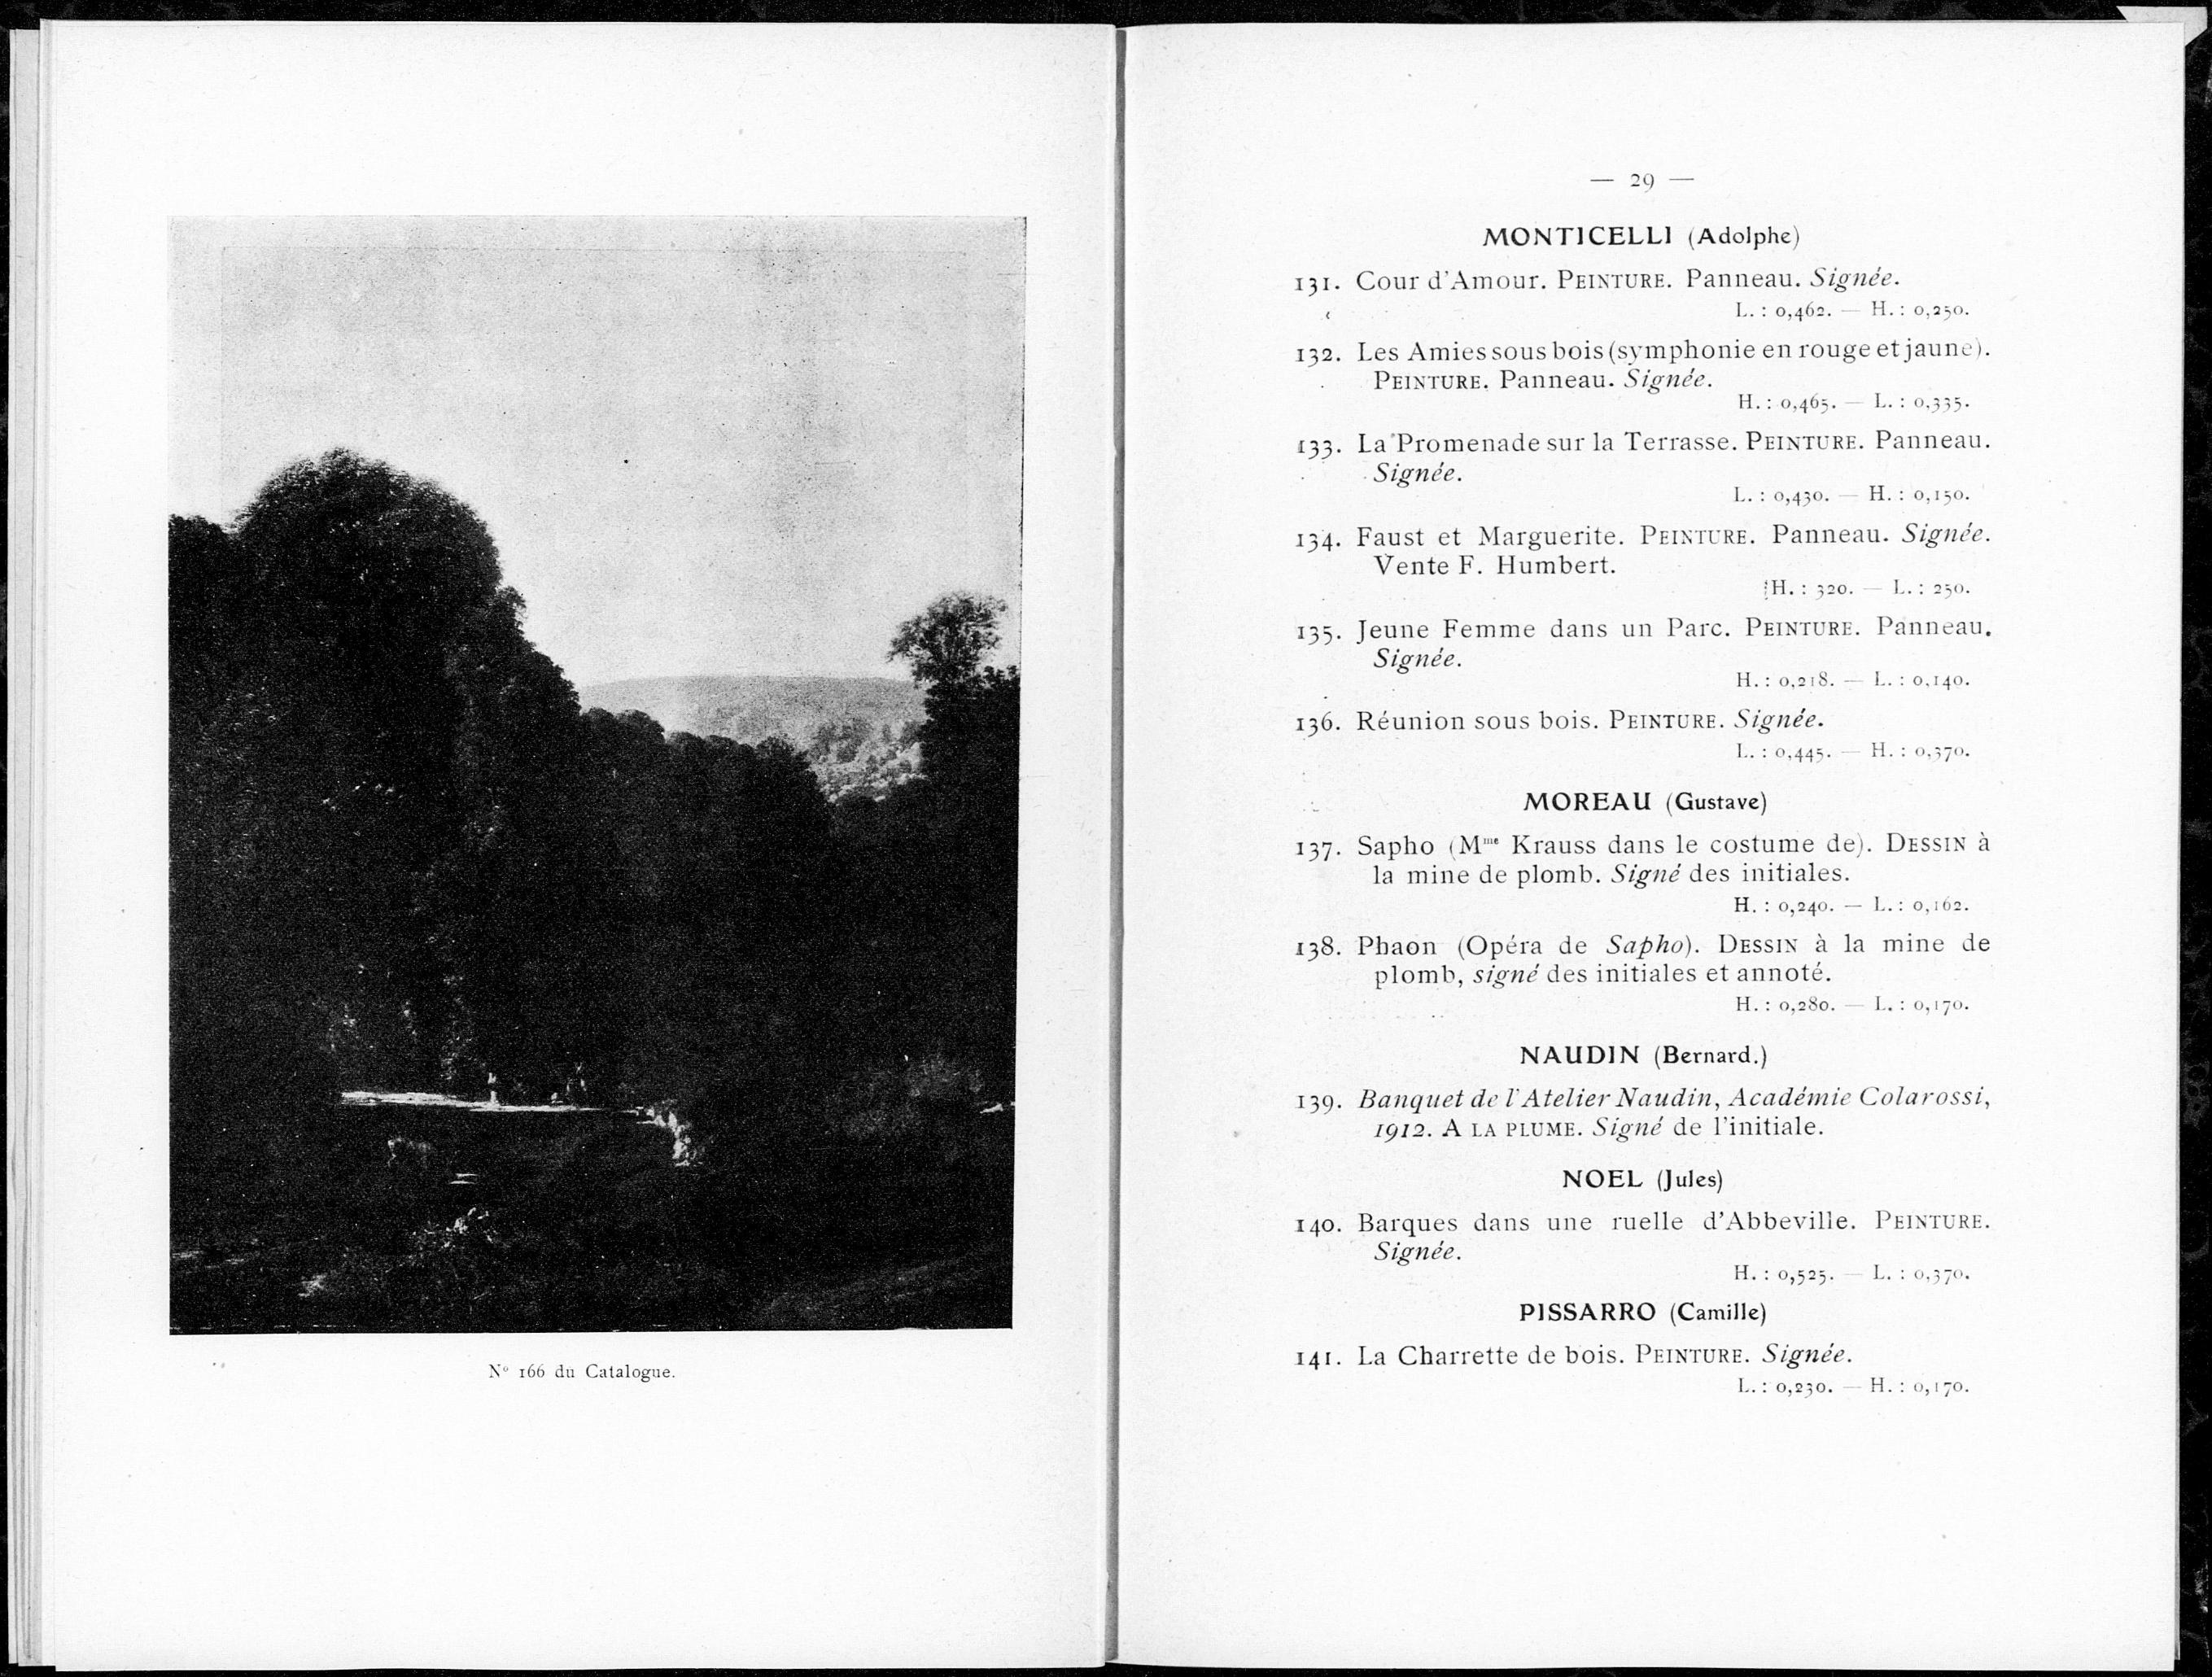 N° 166 du Catalogue.
— 29 —
MONTICELLI (Adolphe)
131. Cour d'Amour. PEINTURE. Panneau. Signée.
L. : 0,462. — H. : 0,250.
132. Les Amies sous bois (symphonie en rouge et jaune).
PEINTURE. Panneau. Signée.
H. : 0,465. — L. : 0,335.
133. La Promenade sur la Terrasse. PEINTURE. Panneau.
Signée.
L. : 0,430. — H. : 0,150.
134. Faust et Marguerite. PEINTURE. Panneau. Signée.
Vente F. Humbert.
H. : 320. — L. : 250.
135. Jeune Femme dans un Parc. PEINTURE. Panneau.
Signée.
H. : 0,218. — L. : 0,140.
136. Réunion sous bois. PEINTURE. Signée.
L. : 0,445. — H. : 0,370.
MOREAU (Gustave)
137. Sapho (Mme Krauss dans le costume de). DESSIN à
la mine de plomb. Signé des initiales.
H. : 0,240. — L. : 0,162.
138. Phaon (Opéra de Sapho). DESSIN à la mine de
plomb, signé des initiales et annoté.
H. : 0,280. — L. : 0,170.
NAUDIN (Bernard.)
139. Banquet de l'Atelier Naudin, Académie Colarossi,
1912. A LA PLUME. Signé de l'initiale.
NOEL (Jules)
140. Barques dans une ruelle d'Abbeville. PEINTURE.
Signée.
H. : 0,525. — L. : 0,370.
PISSARRO (Camille)
141. La Charrette de bois. PEINTURE. Signée.
L. : 0,230. — H. : 0,170.